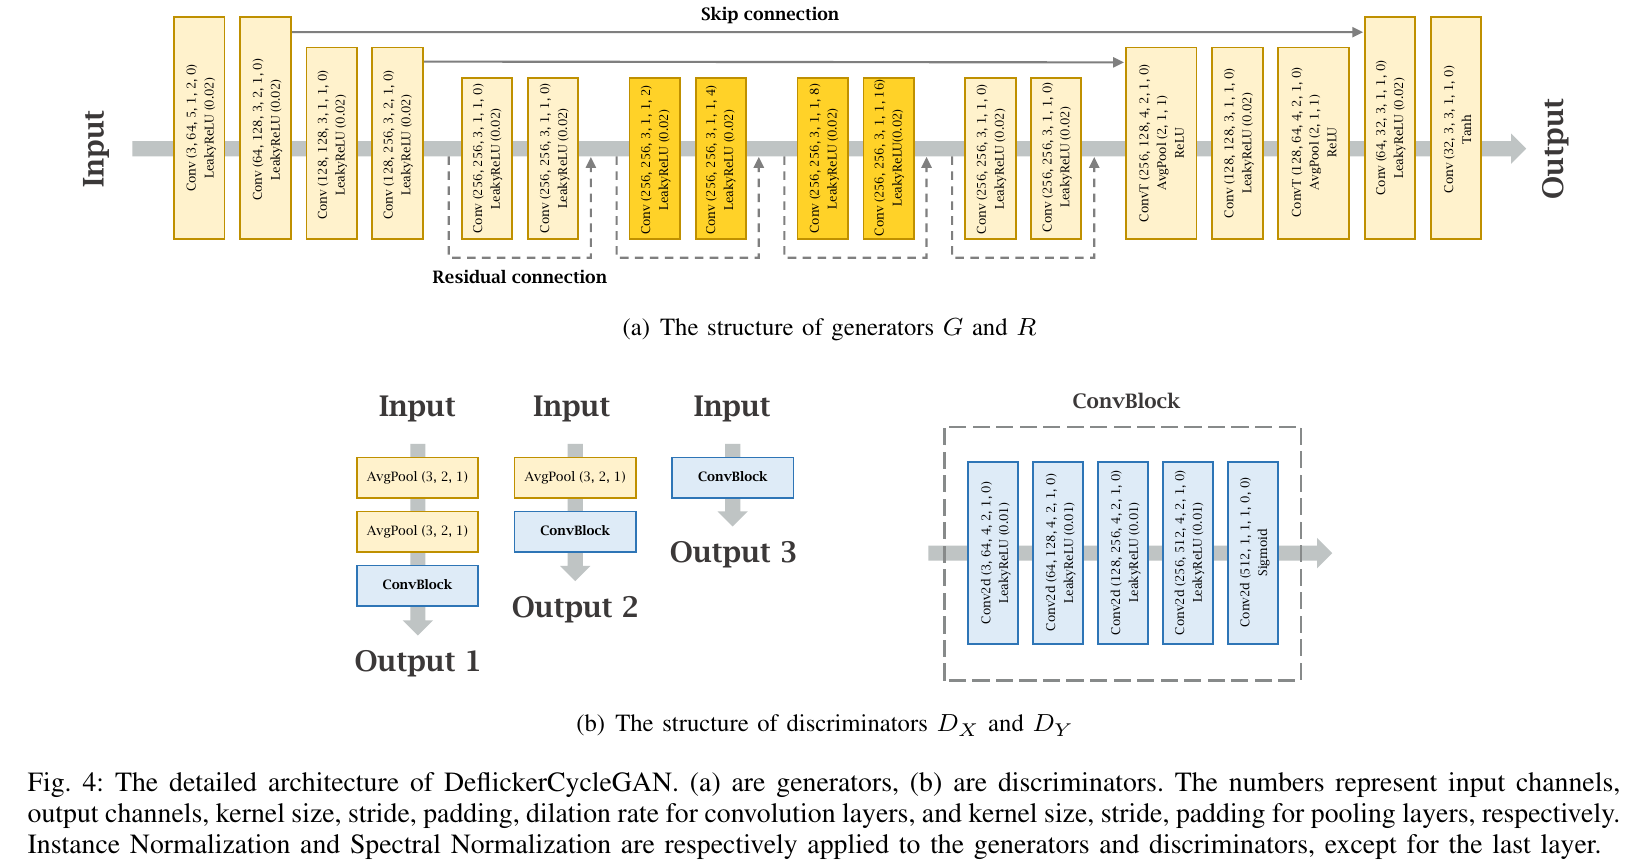 Skip connection
Input
Conv (3, 64, 5, 1, 2, 0)
LeakyReLU (0.02)
Conv (64, 128, 3, 2, 1, 0)
LeakyReLU (0.02)
Conv (128, 128, 3, 1, 1, 0)
LeakyReLU (0.02)
Conv (128, 256, 3, 2, 1, 0)
LeakyReLU (0.02)
Conv (256, 256, 3, 1, 1, 0)
LeakyReLU (0.02)
Conv (256, 256, 3, 1, 1, 0)
LeakyReLU (0.02)
Conv (256, 256, 3, 1, 1, 2)
LeakyReLU (0.02)
Conv (256, 256, 3, 1, 1, 4)
LeakyReLU (0.02)
Conv (256, 256, 3, 1, 1, 8)
LeakyReLU (0.02)
Conv (256, 256, 3, 1, 1, 16)
LeakyReLU(0.02)
Conv (256, 256, 3, 1, 1, 0)
LeakyReLU (0.02)
Conv (256, 256, 3, 1, 1, 0)
LeakyReLU (0.02)
ConvT (256, 128, 4, 2, 1, 0)
AvgPool (2, 1, 1)
ReLU
Conv (128, 128, 3, 1, 1, 0)
LeakyReLU (0.02)
ConvT (128, 64, 4, 2, 1, 0)
AvgPool (2, 1, 1)
ReLU
Conv (64, 32, 3, 1, 1, 0)
LeakyReLU (0.02)
Conv (32, 3, 3, 1, 1, 0)
Tanh
Output
Residual connection
(a) The structure of generators G and R
Input
AvgPool (3, 2, 1)
AvgPool (3, 2, 1)
ConvBlock
Output 1
Input
AvgPool (3, 2, 1)
ConvBlock
Output 2
Input
ConvBlock
Output 3
ConvBlock
Conv2d (3, 64, 4, 2, 1, 0)
LeakyReLU (0.01)
Conv2d (64, 128, 4, 2, 1, 0)
LeakyReLU (0.01)
Conv2d (128, 256, 4, 2, 1, 0)
LeakyReLU (0.01)
Conv2d (256, 512, 4, 2, 1, 0)
LeakyReLU (0.01)
Conv2d (512, 1, 1, 1, 0, 0)
Sigmoid
(b) The structure of discriminators D_X and D_Y
Fig. 4: The detailed architecture of DeflickerCycleGAN. (a) are generators, (b) are discriminators. The numbers represent input channels,
output channels, kernel size, stride, padding, dilation rate for convolution layers, and kernel size, stride, padding for pooling layers, respectively.
Instance Normalization and Spectral Normalization are respectively applied to the generators and discriminators, except for the last layer.